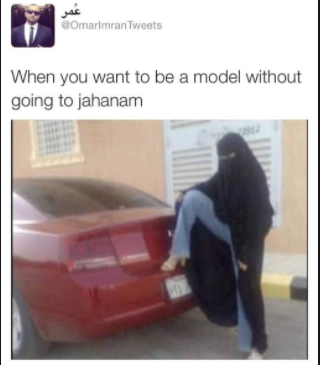 عُمر
@OmarImranTweets
When you want to be a model without
going to jahanam